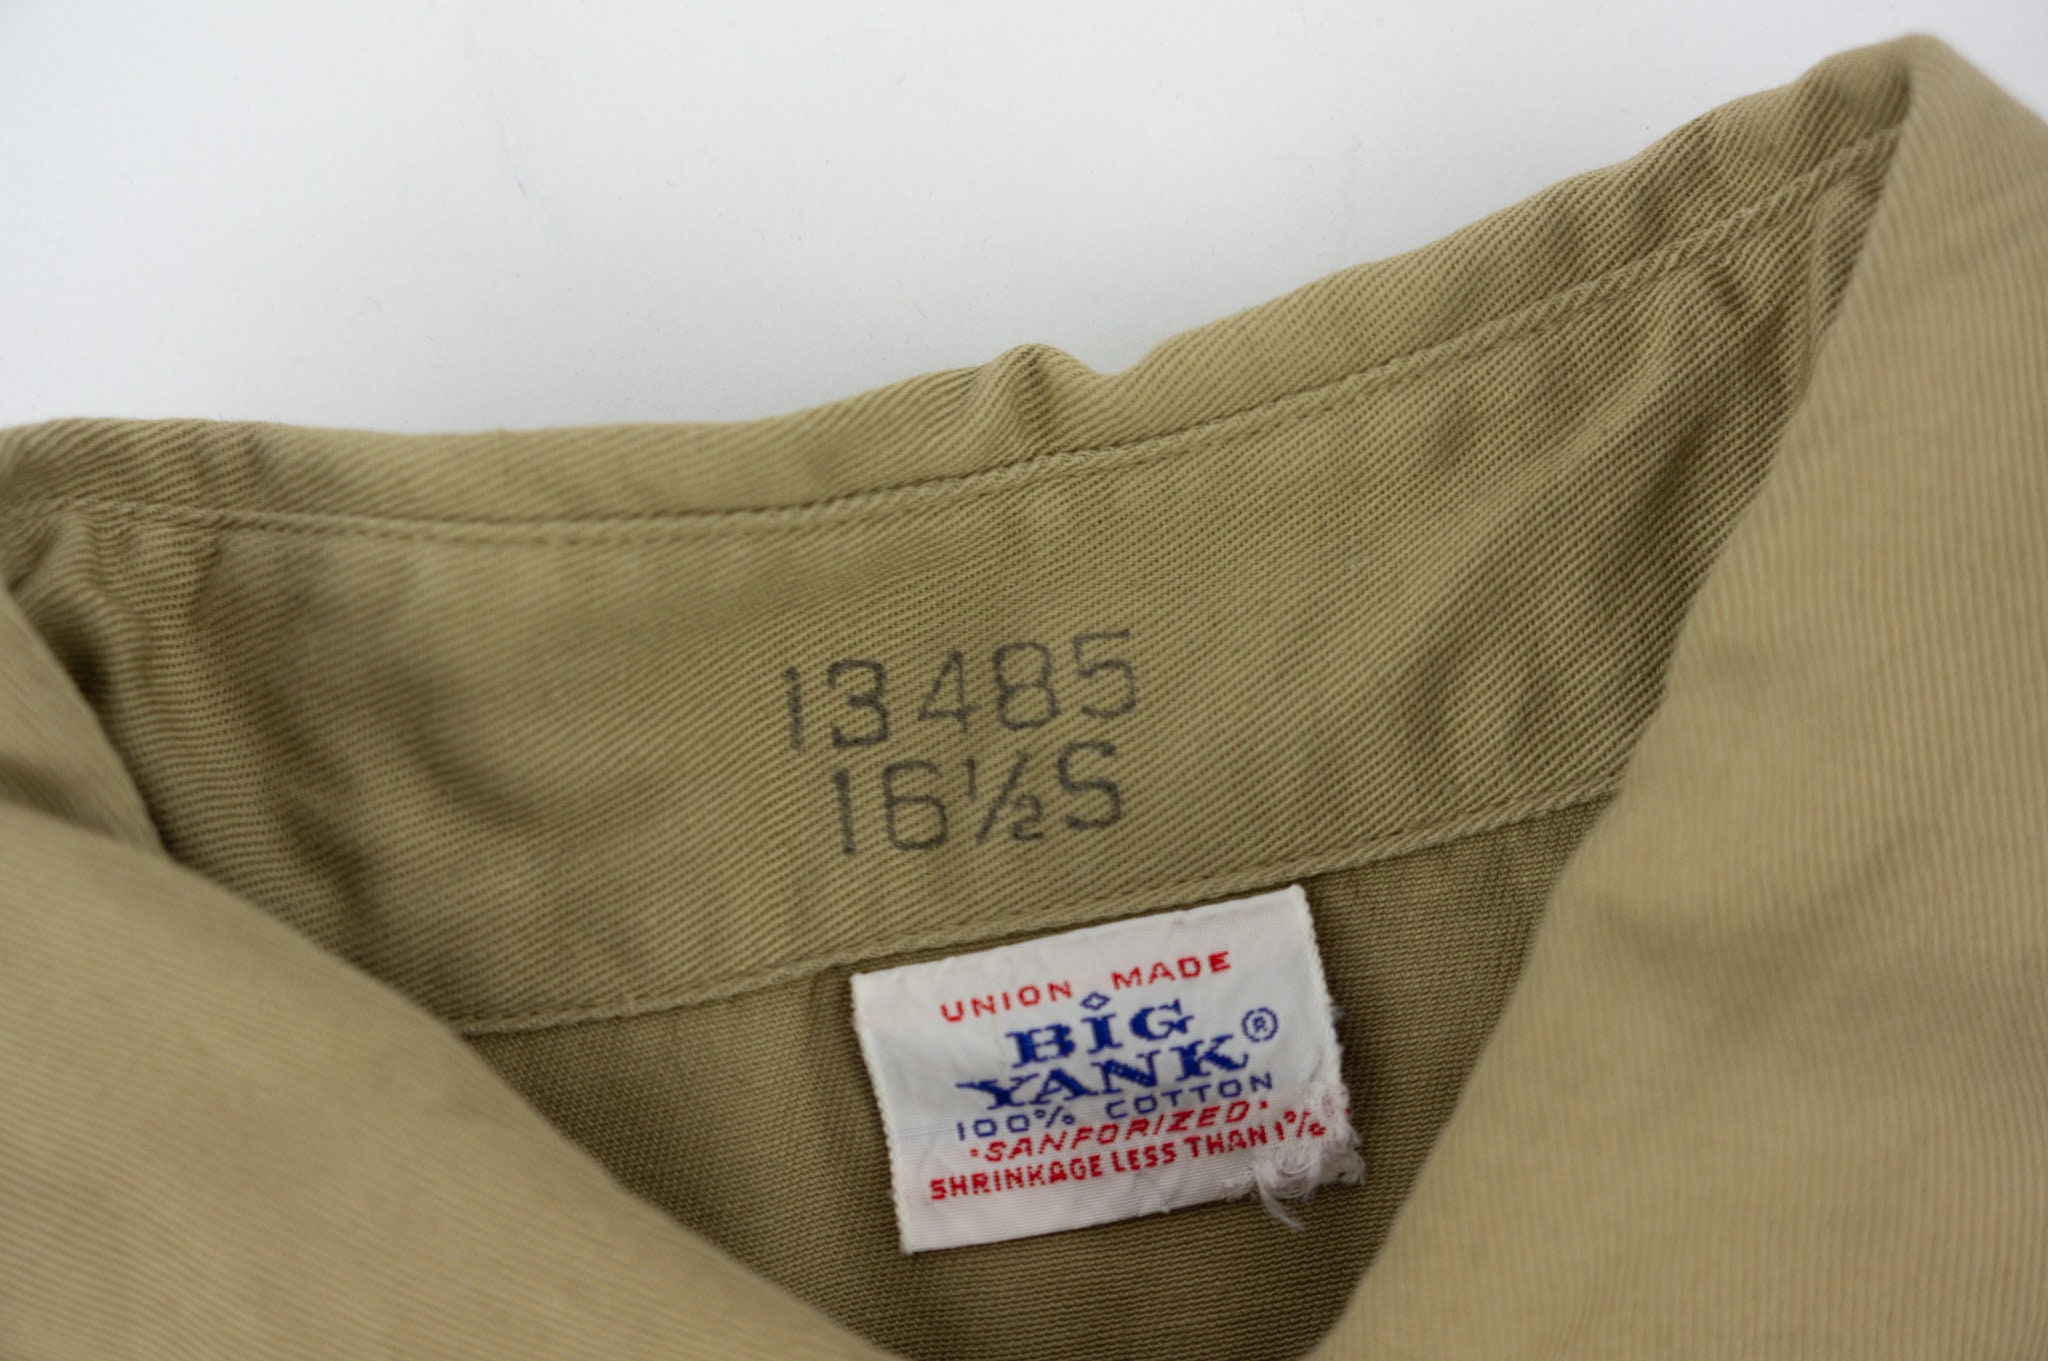 13485
16½S
UNION MADE
BIG
YANK®
100% COTTON
•SANFORIZED•
SHRINKAGE LESS THAN 1%